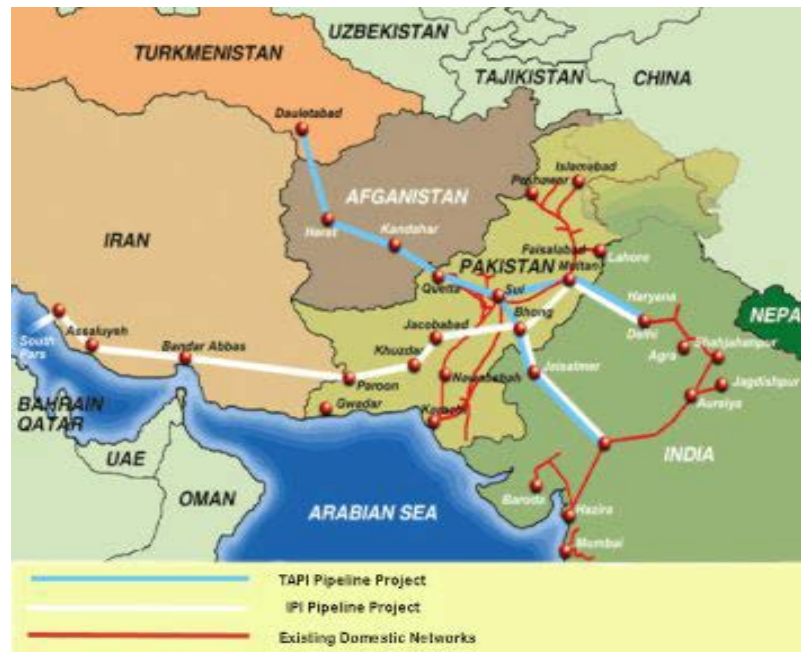 UZBEKISTAN
TURKMENISTAN
TAJIKISTAN
CHINA
Dauletabad
Islamabad
Peshawar
AFGANISTAN
Herat
Kandahar
IRAN
Faisalabad
Lahore
PAKISTAN
Multan
Quetta
Sui
Haryana
NEPA
Bhong
Delhi
South
Pars
Assaluyeh
Jacobabad
Bandar Abbas
Khuzdar
Agra
Shahjahanpur
Jaisalmer
Paroon
Nawabshah
Jagdishpur
Gwadar
Karachi
Auraiya
BAHRAIN
QATAR
UAE
INDIA
OMAN
ARABIAN SEA
Baroda
Hazira
Mumbai
TAPI Pipeline Project
IPI Pipeline Project
Existing Domestic Networks